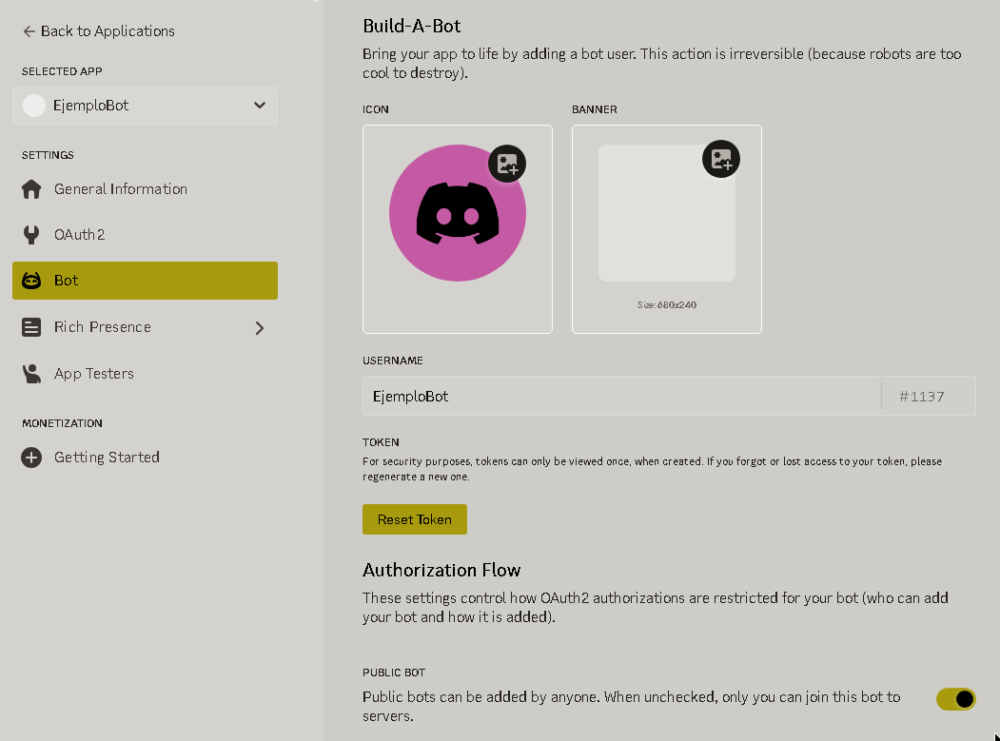 Back to Applications
SELECTED APP
EjemploBot
SETTINGS
General Information
OAuth2
Bot
Rich Presence
App Testers
MONETIZATION
Getting Started
Build-A-Bot
Bring your app to life by adding a bot user. This action is irreversible (because robots are too
cool to destroy).
ICON
BANNER
Size: 680x240
USERNAME
EjemploBot
#1137
TOKEN
For security purposes, tokens can only be viewed once, when created. If you forgot or lost access to your token, please
regenerate a new one.
Reset Token
Authorization Flow
These settings control how OAuth2 authorizations are restricted for your bot (who can add
your bot and how it is added).
PUBLIC BOT
Public bots can be added by anyone. When unchecked, only you can join this bot to
servers.